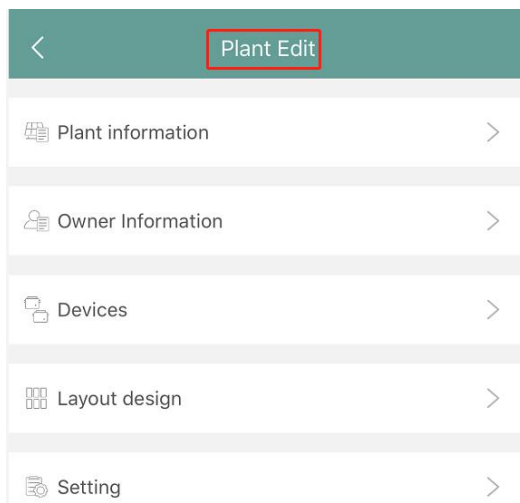 Plant Edit
Plant information
Owner Information
Devices
Layout design
Setting